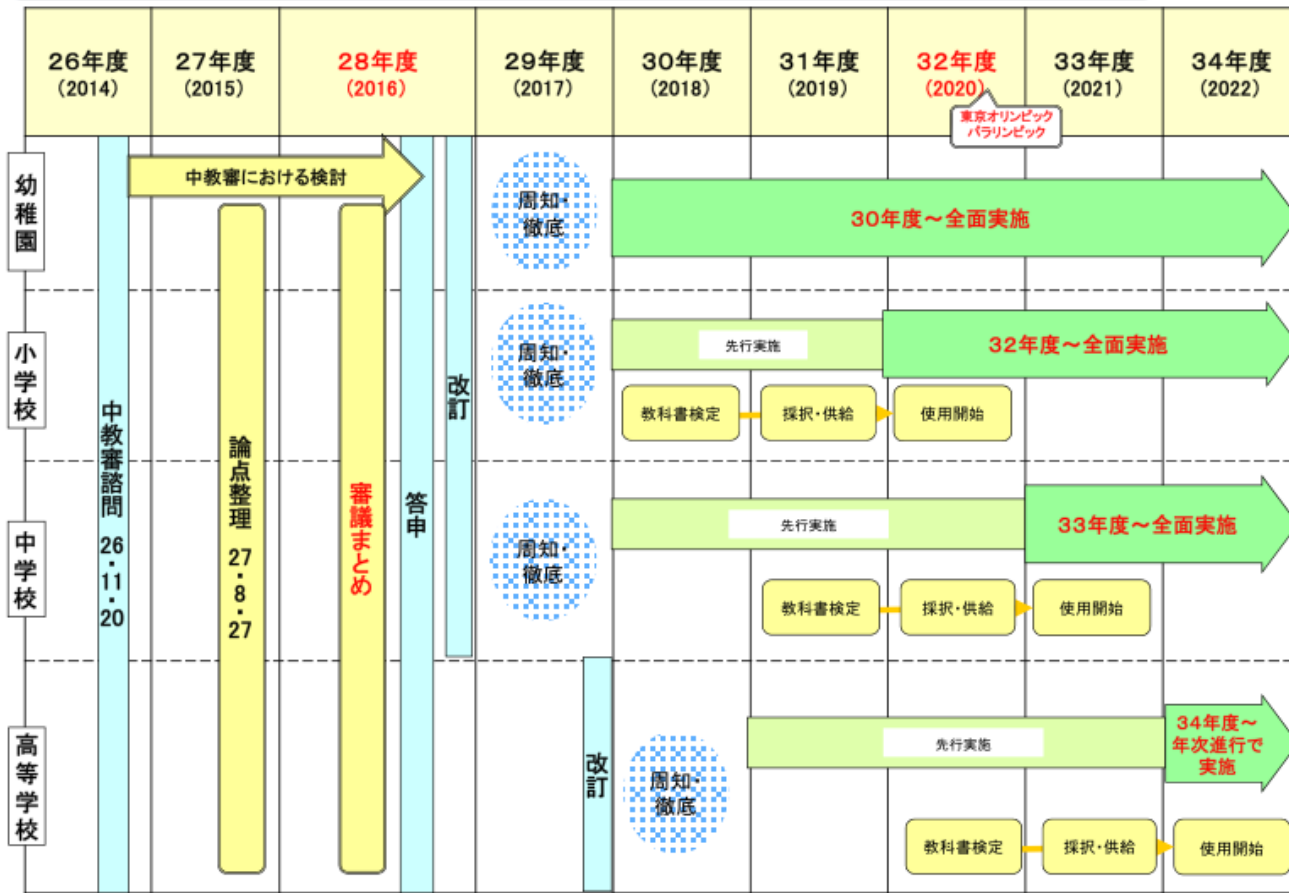 26年度
(2014)
27年度
(2015)
28年度
(2016)
29年度
(2017)
30年度
(2018)
31年度
(2019)
32年度
(2020)
33年度
(2021)
34年度
(2022)
東京オリンピック
パラリンピック
幼稚園
中教審における検討
周知・
徹底
30年度～全面実施
小学校
周知・
徹底
先行実施
32年度～全面実施
教科書検定
採択・供給
使用開始
中教審諮問 26・11・20
論点整理 27・8・27
審議まとめ
答申
改訂
中学校
周知・
徹底
先行実施
33年度～全面実施
教科書検定
採択・供給
使用開始
高等学校
改訂
周知・
徹底
先行実施
34年度～
年次進行で
実施
教科書検定
採択・供給
使用開始